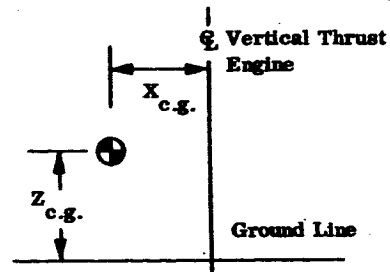 ℄ Vertical Thrust
Engine
X c.g.
Z c.g.
Ground Line